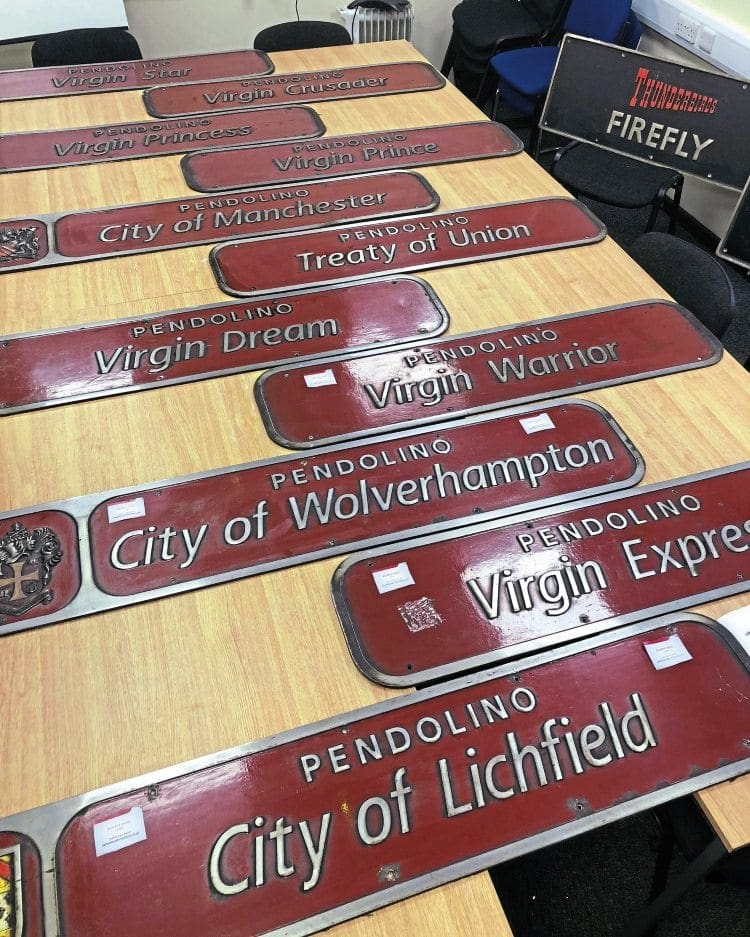 PENDOLINO
Virgin Star
PENDOLINO
Virgin Crusader
PENDOLINO
Virgin Princess
PENDOLINO
Virgin Prince
PENDOLINO
City of Manchester
PENDOLINO
Treaty of Union
PENDOLINO
Virgin Dream
PENDOLINO
Virgin Warrior
PENDOLINO
City of Wolverhampton
PENDOLINO
Virgin Expre
PENDOLINO
City of Lichfield
THUNDERBIRDS
FIREFLY